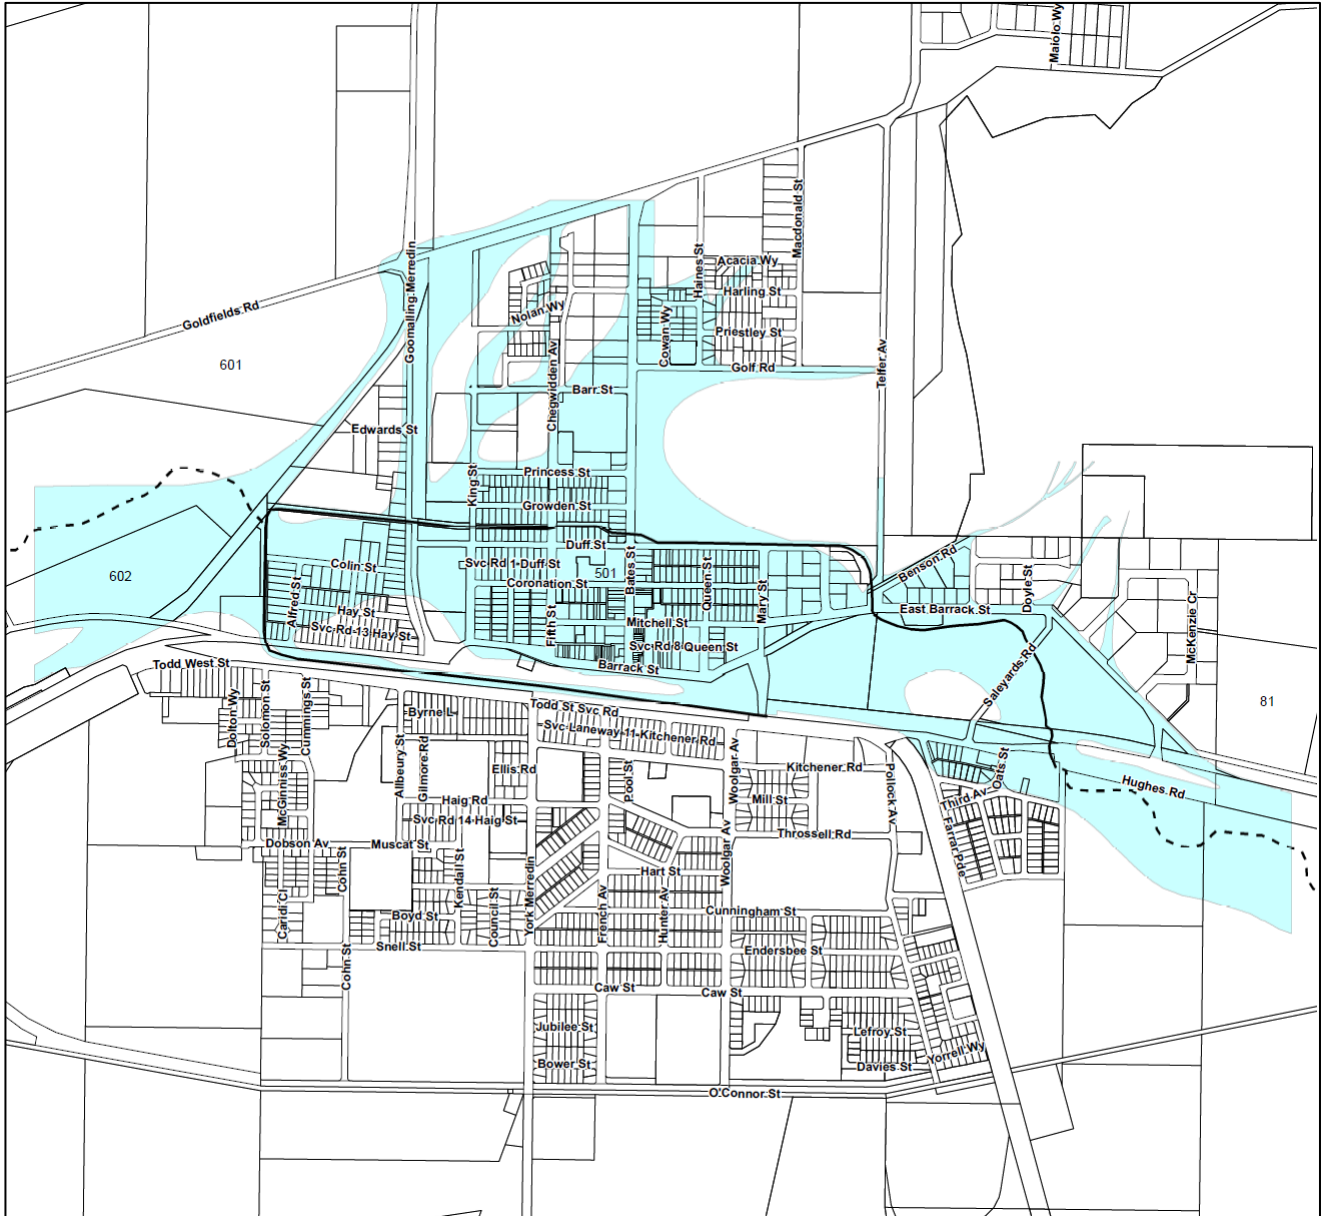 Maiolo Wy
Macdonald St
Goomalling-Merredin
Haines St
Acacia Wy
Harling St
Goldfields Rd
Nolan Wy
Cowan Wy
Priestley St
601
Chegwidden Av
Golf Rd
Telfer Av
Barr St
Edwards St
King St
Princess St
Growden St
Duff St
Colin St
Svc Rd 1-Duff St
501
Bates St
Queen St
Benson Rd
602
Coronation St
Mary St
Doyle St
Alfred St
Hay St
Svc-Rd-13-Hay St
Fifth St
Mitchell St
East Barrack St
McKenzie Cr
Svc-Rd-8-Queen St
Barrack St
Todd West St
Saleyards Rd
81
Dolton Wy
Solomon St
Cummings St
Byrne L
Todd St Svc Rd
Svc-Laneway-11-Kitchener Rd
McGinniss Wy
Allbeury St
Gilmore Rd
Ellis Rd
Pool St
Woolgar Av
Kitchener Rd
Pollock Av
Oats St
Hughes Rd
Haig Rd
Mill St
Third Av
Svc Rd 14-Haig St
Throssell Rd
Farrar Pde
Dobson Av
Muscat St
Cohn St
Kendall St
Hart St
Woolgar Av
Caridi Cl
Boyd St
Council St
York Merredin
French Av
Hunter Av
Cunningham St
Snell St
Endersbee St
Cohn St
Caw St
Caw St
Jubilee St
Lefroy St
Yorrell Wy
Bower St
Davies St
O'Connor St